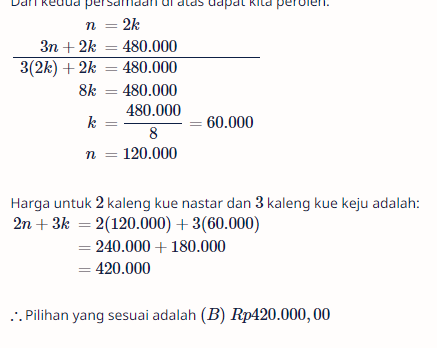 Dari kedua persamaan di atas dapat kita peroleh:
n = 2k
3n + 2k = 480.000
3(2k) + 2k = 480.000
8k = 480.000
k = 480.000/8 = 60.000
n = 120.000
Harga untuk 2 kaleng kue nastar dan 3 kaleng kue keju adalah:
2n + 3k = 2(120.000) + 3(60.000)
= 240.000 + 180.000
= 420.000
∴ Pilihan yang sesuai adalah (B) Rp420.000,00